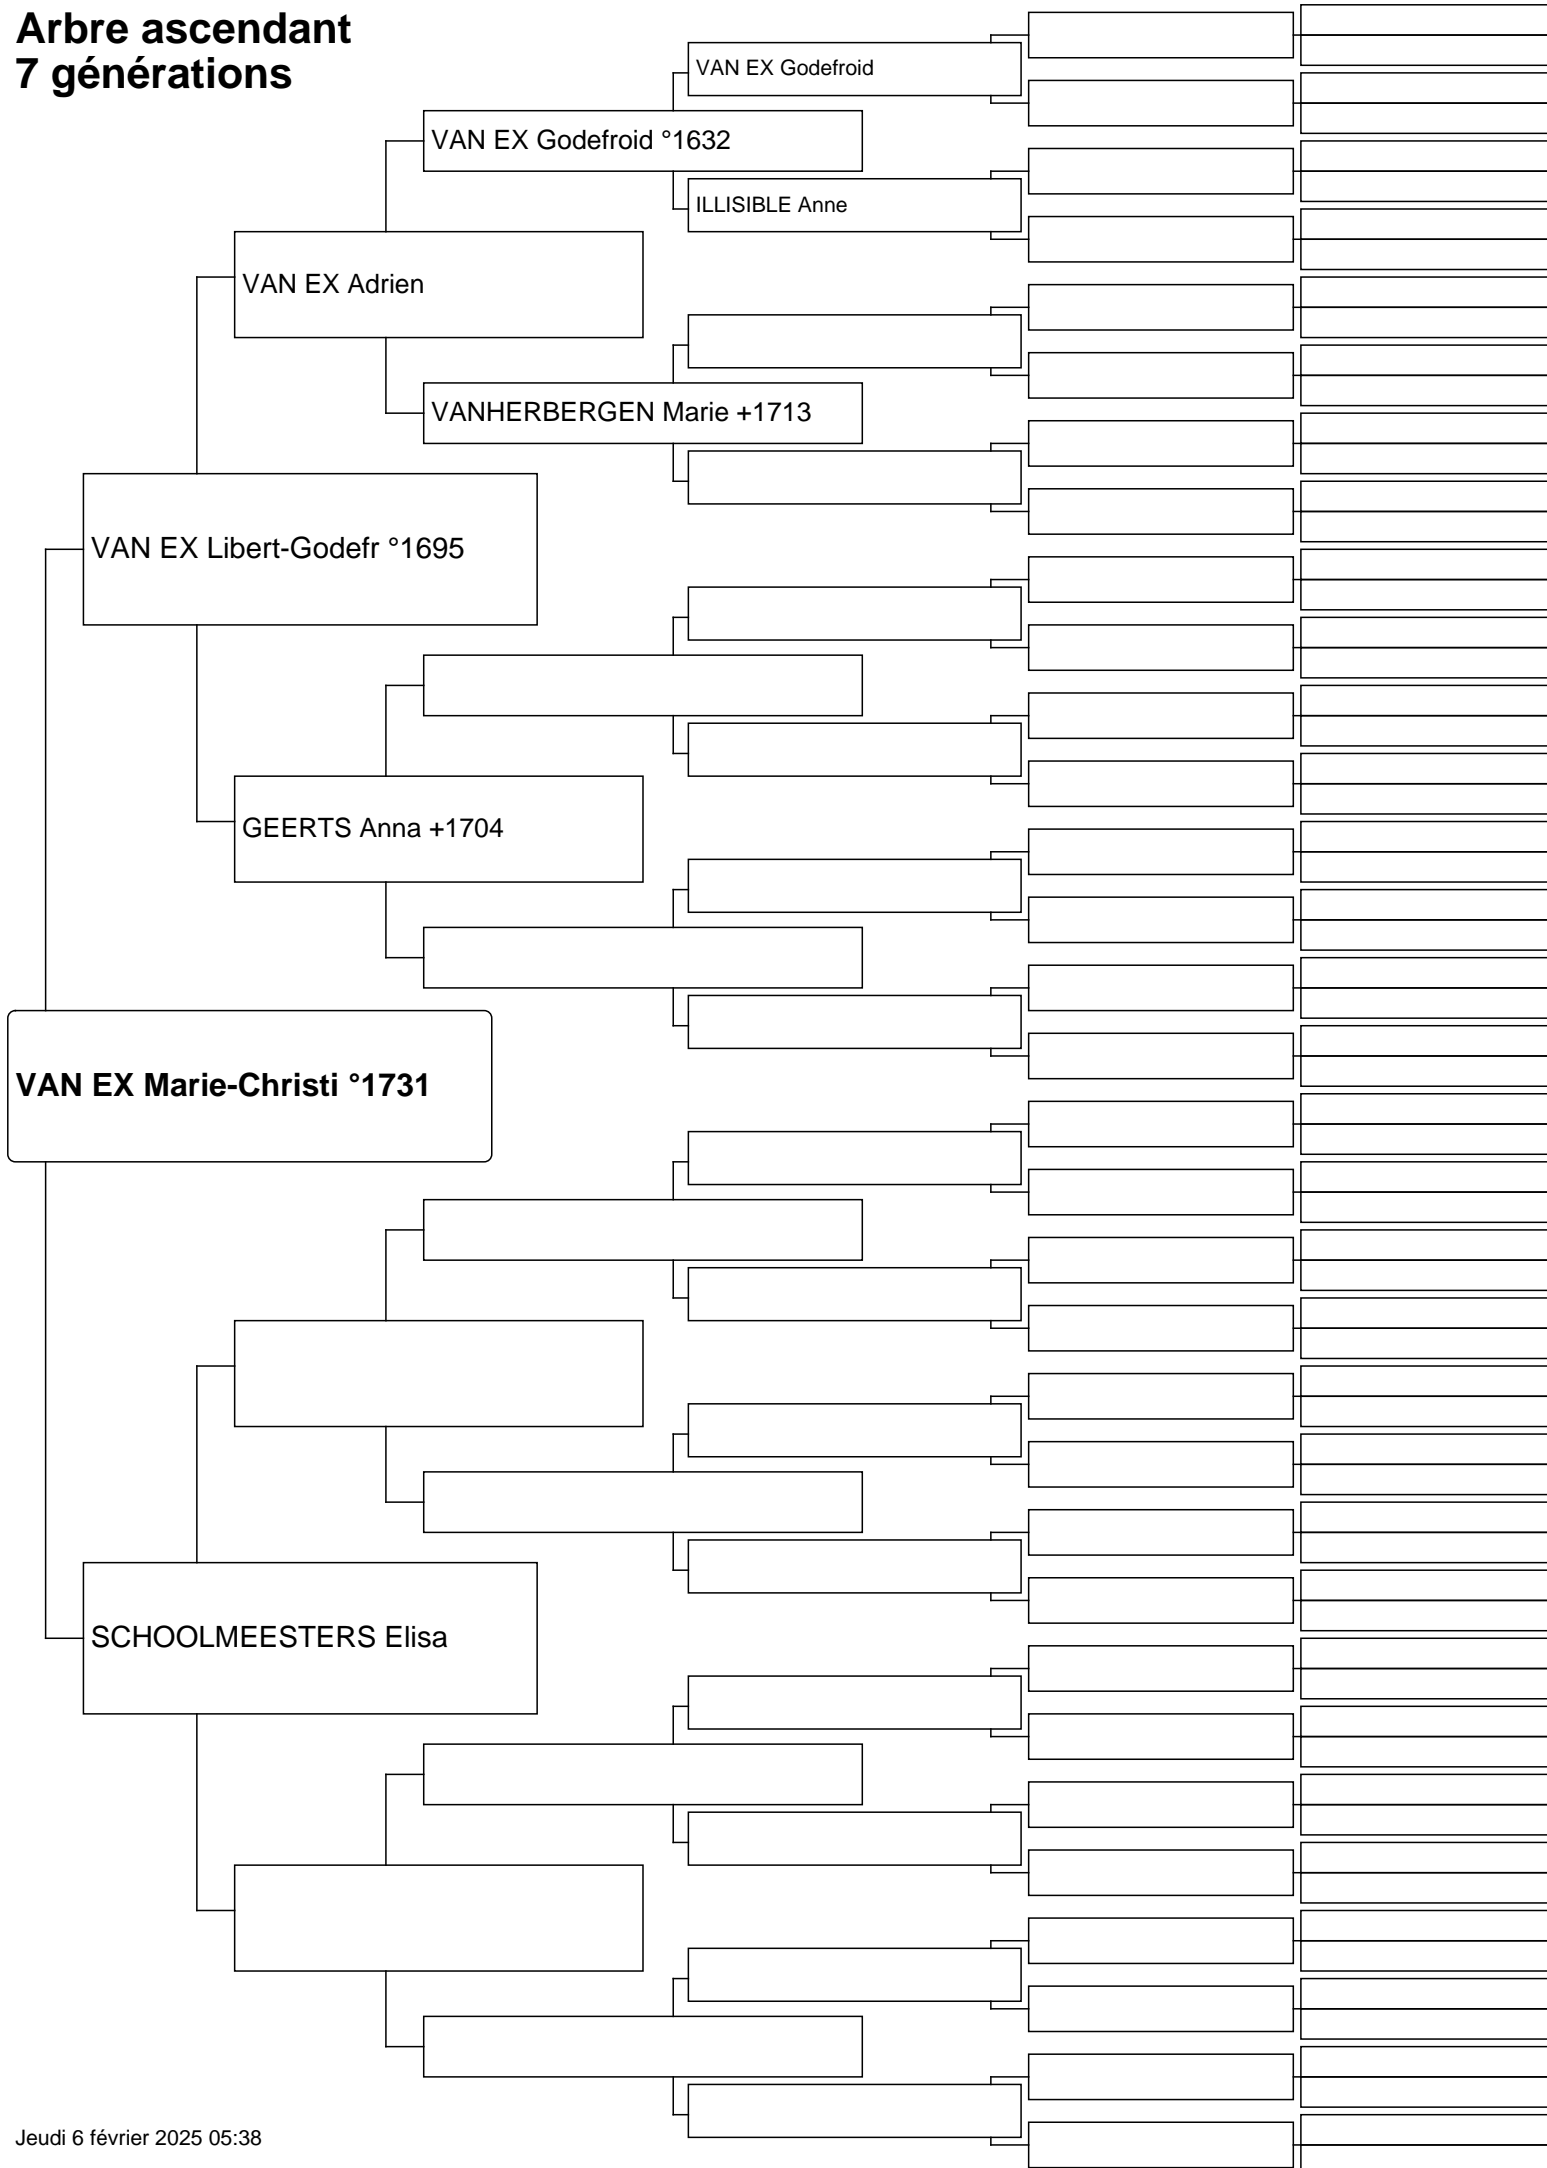 Arbre ascendant
7 générations
VAN EX Godefroid
VAN EX Godefroid °1632
ILLISIBLE Anne
VAN EX Adrien
VANHERBERGEN Marie +1713
VAN EX Libert-Godefr °1695
GEERTS Anna +1704
VAN EX Marie-Christi °1731
SCHOOLMEESTERS Elisa
Jeudi 6 février 2025 05:38